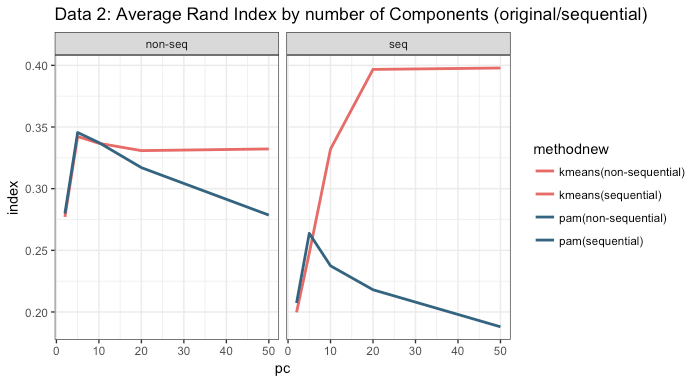 Data 2: Average Rand Index by number of Components (original/sequential)
non-seq
seq
0.40
0.35
0.30
0.25
0.20
index
0 10 20 30 40 50
0 10 20 30 40 50
pc
methodnew
kmeans(non-sequential)
kmeans(sequential)
pam(non-sequential)
pam(sequential)